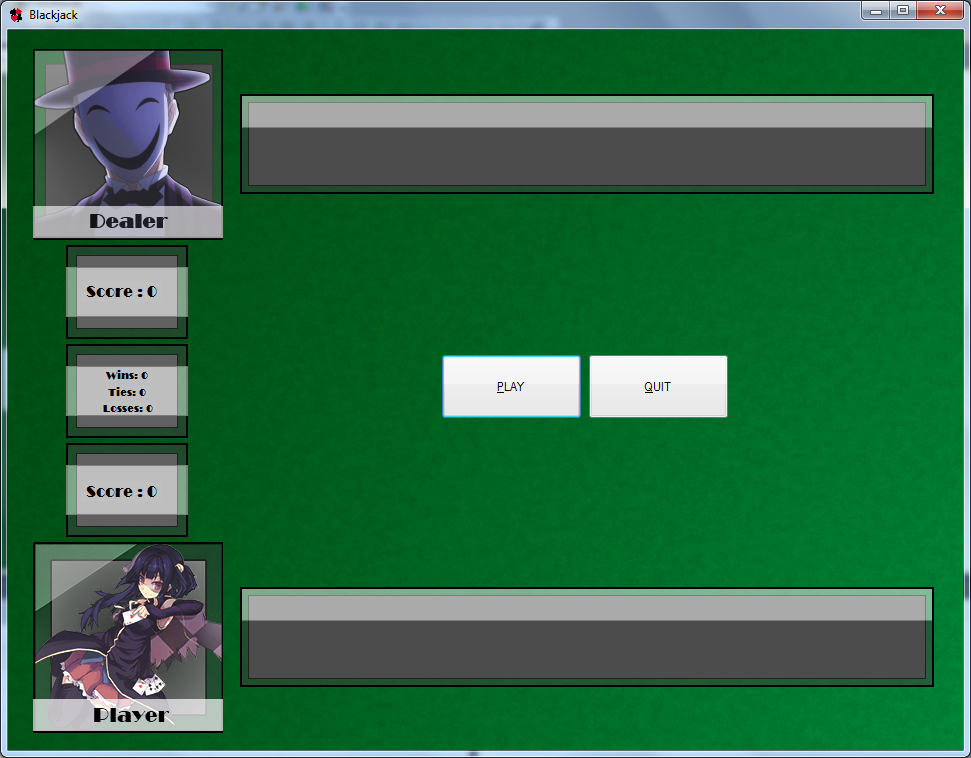 Blackjack
Dealer
Score : 0
Wins: 0
Ties: 0
Losses: 0
PLAY
QUIT
Score : 0
Player